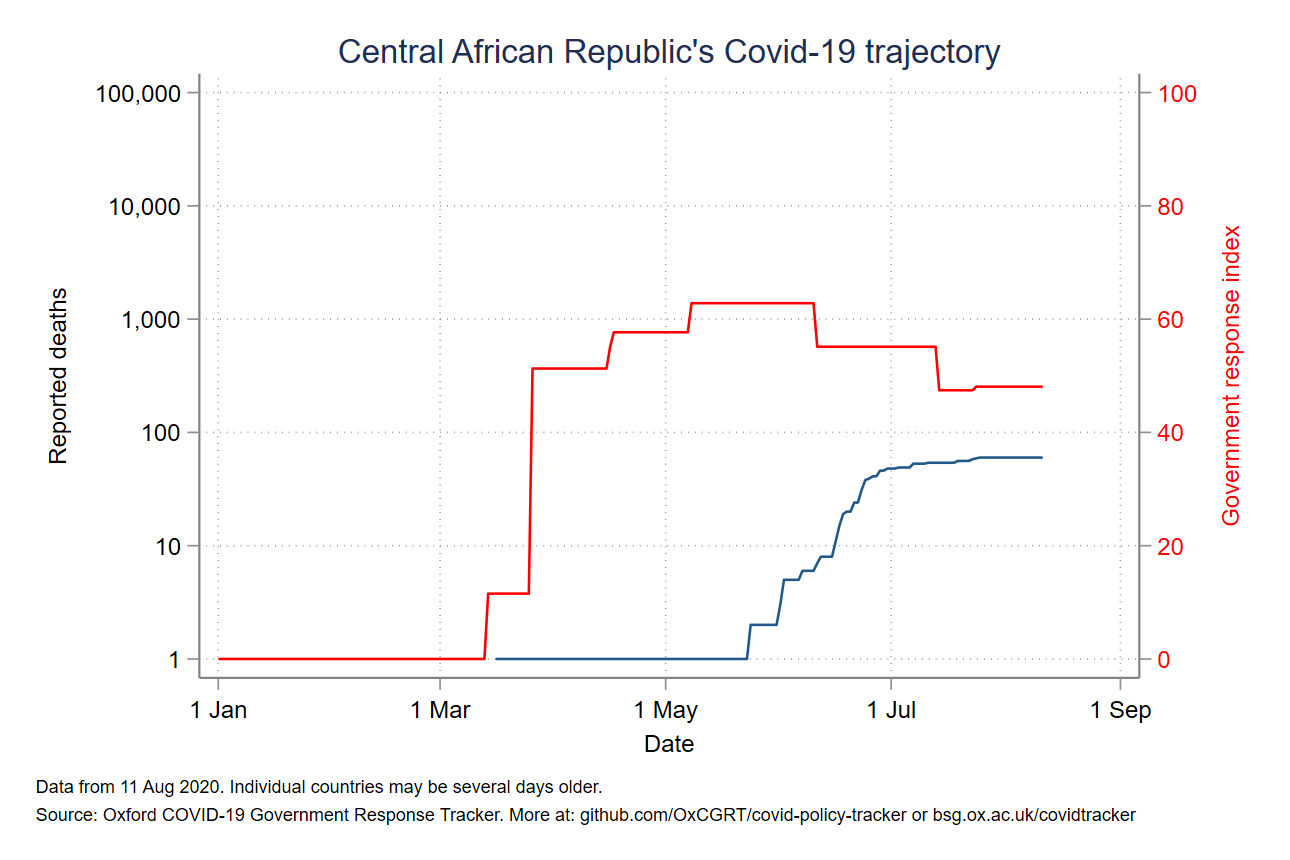 Central African Republic's Covid-19 trajectory
100,000
10,000
1,000
100
10
1
Reported deaths
100
80
60
40
20
0
Government response index
1 Jan
1 Mar
1 May
1 Jul
1 Sep
Date
Data from 11 Aug 2020. Individual countries may be several days older.
Source: Oxford COVID-19 Government Response Tracker. More at: github.com/OxCGRT/covid-policy-tracker or bsg.ox.ac.uk/covidtracker